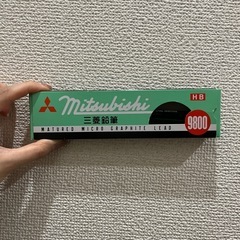 HB
mitsubishi
三菱鉛筆
9800
MATURED MICRO GRAPHITE LEAD